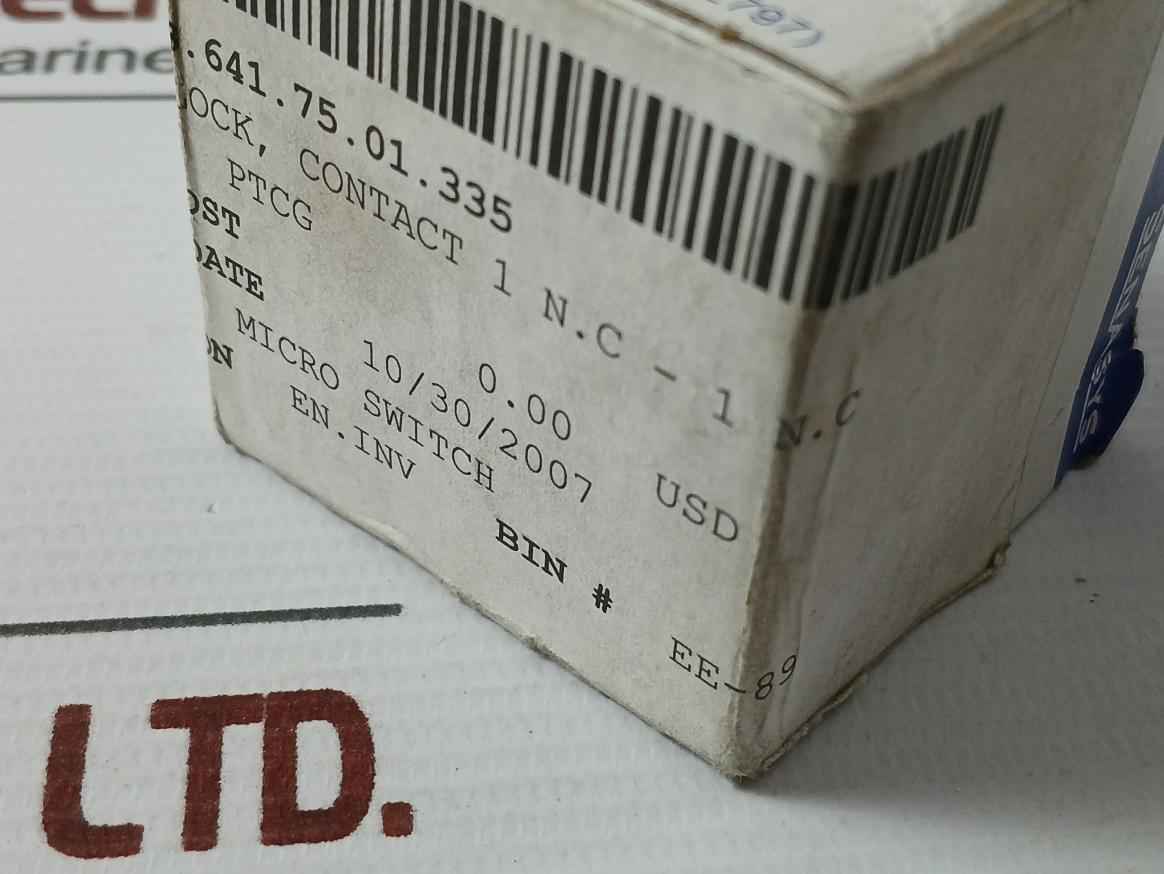 arine
797)
.641.75.01.335
OCK, CONTACT 1 N.C - 1 N.C
PTCG
OST 0.00 USD
DATE 10/30/2007
MICRO SWITCH
ON EN.INV
BIN # EE-89
LTD.